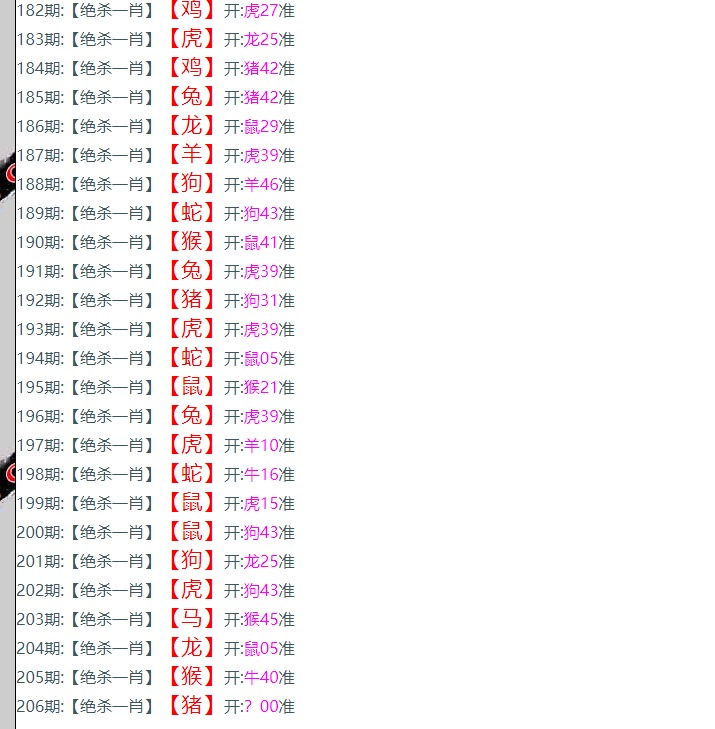 182期:【绝杀一肖】【鸡】开:虎27准
183期:【绝杀一肖】【虎】开:龙25准
184期:【绝杀一肖】【鸡】开:猪42准
185期:【绝杀一肖】【兔】开:猪42准
186期:【绝杀一肖】【龙】开:鼠29准
187期:【绝杀一肖】【羊】开:虎39准
188期:【绝杀一肖】【狗】开:羊46准
189期:【绝杀一肖】【蛇】开:狗43准
190期:【绝杀一肖】【猴】开:鼠41准
191期:【绝杀一肖】【兔】开:虎39准
192期:【绝杀一肖】【猪】开:狗31准
193期:【绝杀一肖】【虎】开:虎39准
194期:【绝杀一肖】【蛇】开:鼠05准
195期:【绝杀一肖】【鼠】开:猴21准
196期:【绝杀一肖】【兔】开:虎39准
197期:【绝杀一肖】【虎】开:羊10准
198期:【绝杀一肖】【蛇】开:牛16准
199期:【绝杀一肖】【鼠】开:虎15准
200期:【绝杀一肖】【鼠】开:狗43准
201期:【绝杀一肖】【狗】开:龙25准
202期:【绝杀一肖】【虎】开:狗43准
203期:【绝杀一肖】【马】开:猴45准
204期:【绝杀一肖】【龙】开:鼠05准
205期:【绝杀一肖】【猴】开:牛40准
206期:【绝杀一肖】【猪】开:？00准